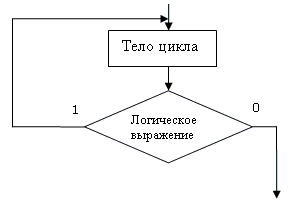 Тело цикла
1
0
Логическое
выражение